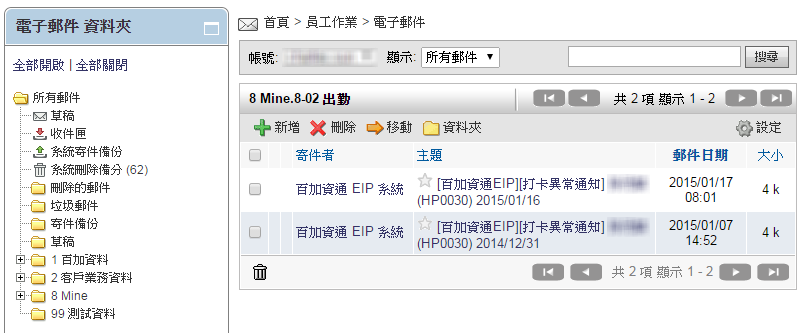 電子郵件 資料夾
全部開啟 | 全部關閉
所有郵件
草稿
收件匣
系統寄件備份
系統刪除備分 (62)
刪除的郵件
垃圾郵件
寄件備份
草稿
1 百加資料
2 客戶業務資料
8 Mine
99 測試資料
首頁 > 員工作業 > 電子郵件
帳號: 顯示: 所有郵件 搜尋
8 Mine.8-02 出勤 共 2 項 顯示 1 - 2
新增 刪除 移動 資料夾 設定
寄件者 主題 郵件日期 大小
百加資通 EIP 系統 [百加資通EIP][打卡異常通知] (HP0030) 2015/01/16 2015/01/17 08:01 4 k
百加資通 EIP 系統 [百加資通EIP][打卡異常通知] (HP0030) 2014/12/31 2015/01/07 14:52 4 k
共 2 項 顯示 1 - 2